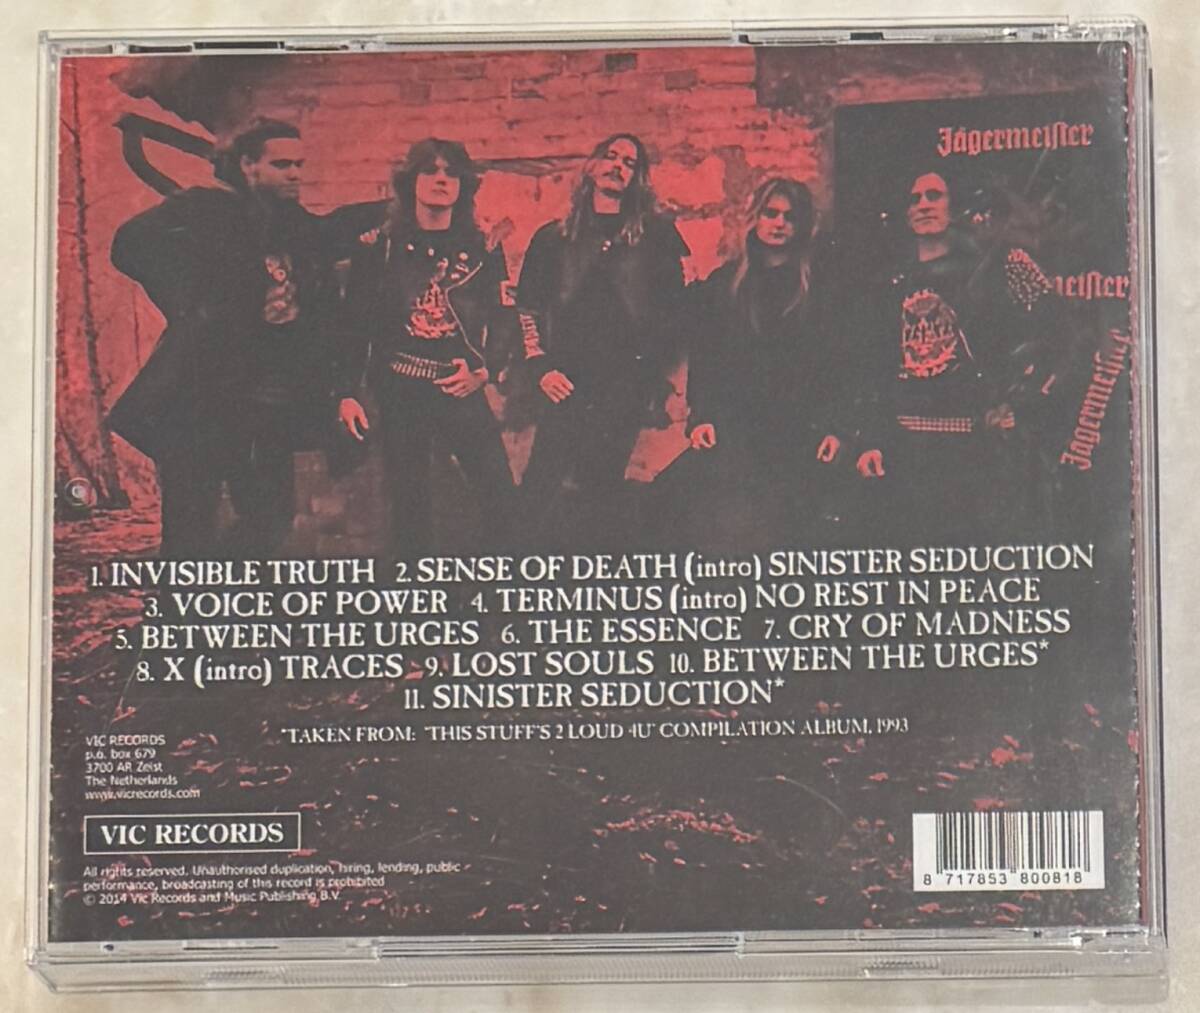 Jägermeister
meister
Jägermeister
1. INVISIBLE TRUTH 2. SENSE OF DEATH (intro) SINISTER SEDUCTION
3. VOICE OF POWER 4. TERMINUS (intro) NO REST IN PEACE
5. BETWEEN THE URGES 6. THE ESSENCE 7. CRY OF MADNESS
8. X (intro) TRACES 9. LOST SOULS 10. BETWEEN THE URGES*
11. SINISTER SEDUCTION*
*TAKEN FROM: "THIS STUFF'S 2 LOUD 4U" COMPILATION ALBUM, 1993
VIC RECORDS
p.o. box 679
3700 AR Zeist
The Netherlands
www.vicrecords.com
VIC RECORDS
All rights reserved. Unauthorised duplication, hiring, lending, public
performance, broadcasting of this record is prohibited
© 2014 Vic Records and Music Publishing B.V.
8 717853 800818